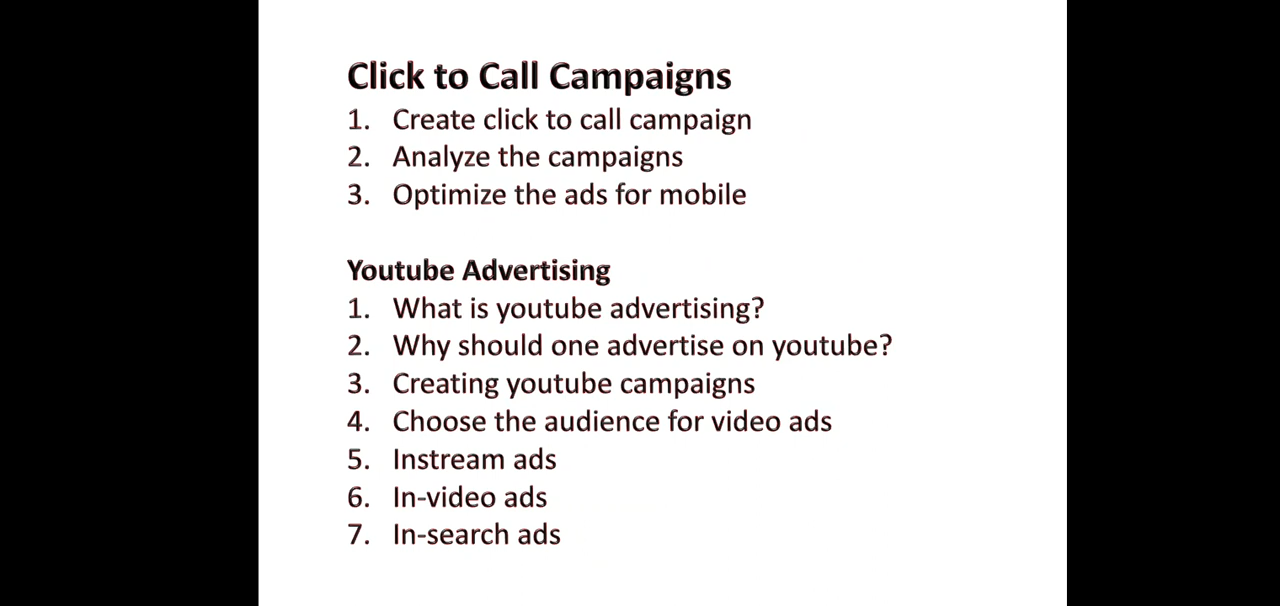 Click to Call Campaigns
1. Create click to call campaign
2. Analyze the campaigns
3. Optimize the ads for mobile
Youtube Advertising
1. What is youtube advertising?
2. Why should one advertise on youtube?
3. Creating youtube campaigns
4. Choose the audience for video ads
5. Instream ads
6. In-video ads
7. In-search ads